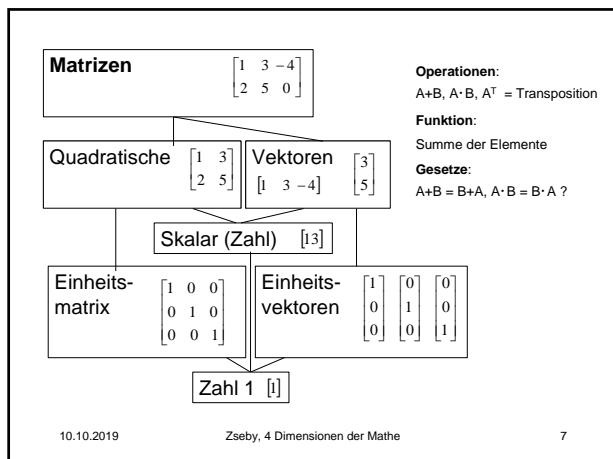 Matrizen
[1 3 −4]
[2 5 0]
Quadratische
[1 3]
[2 5]
Vektoren
[1 3 −4]
[3]
[5]
Skalar (Zahl) [13]
Einheits-
matrix
[1 0 0]
[0 1 0]
[0 0 1]
Einheits-
vektoren
[1] [0] [0]
[0] [1] [0]
[0] [0] [1]
Zahl 1 [1]
Operationen:
A+B, A·B, Aᵀ = Transposition
Funktion:
Summe der Elemente
Gesetze:
A+B = B+A, A·B = B·A ?
10.10.2019 Zseby, 4 Dimensionen der Mathe 7